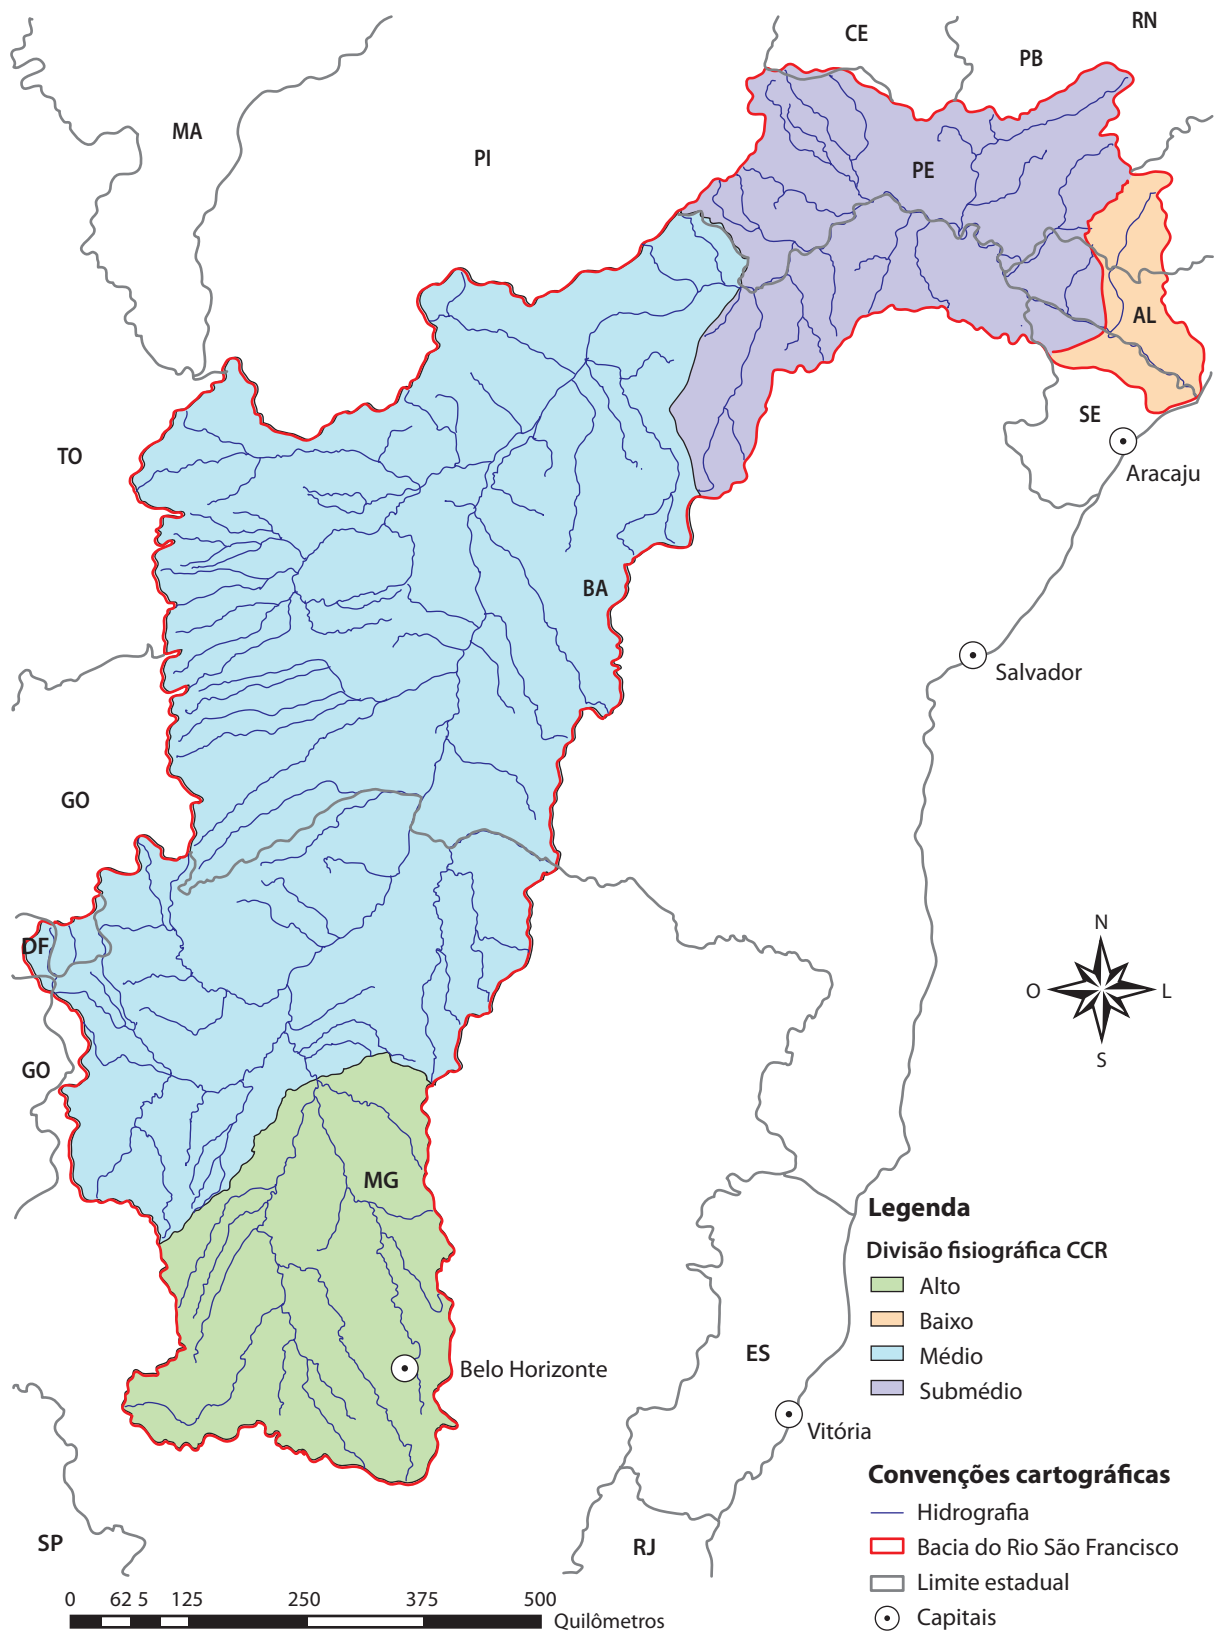 RN
CE
PB
MA
PI
PE
AL
SE
TO
Aracaju
BA
Salvador
GO
DF
N
O
L
S
GO
MG
Legenda
Divisão fisiográfica CCR
Alto
Baixo
Médio
Submédio
ES
Belo Horizonte
Vitória
Convenções cartográficas
Hidrografia
Bacia do Rio São Francisco
Limite estadual
Capitais
SP
RJ
0 62 5 125 250 375 500
Quilômetros